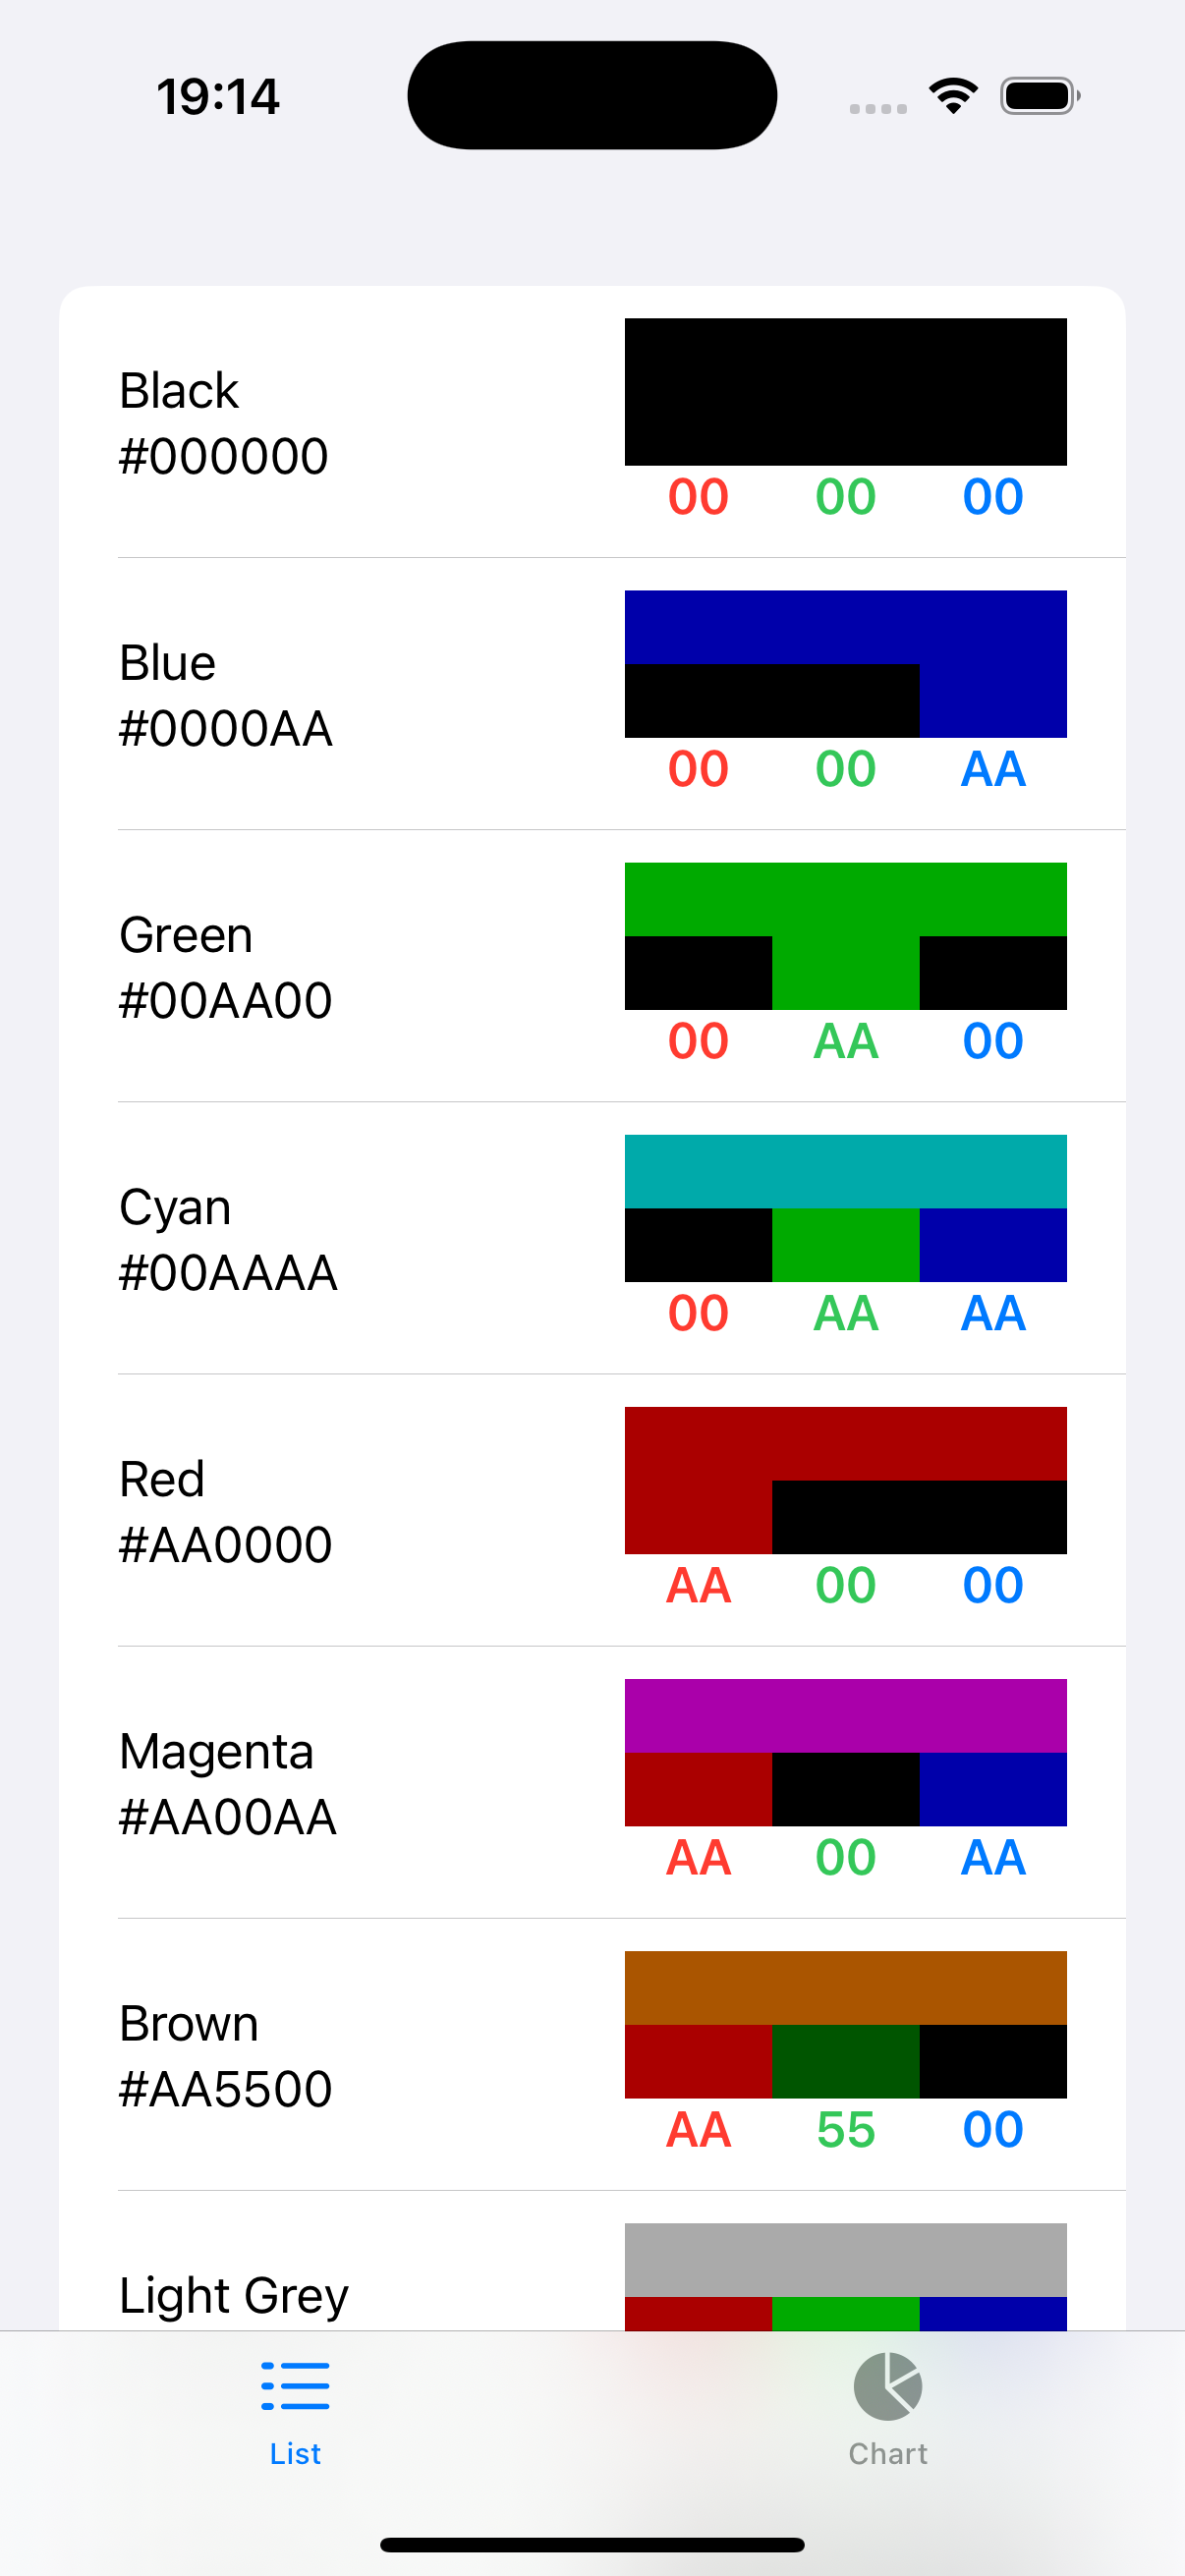 19:14
Black
#000000
00 00 00
Blue
#0000AA
00 00 AA
Green
#00AA00
00 AA 00
Cyan
#00AAAA
00 AA AA
Red
#AA0000
AA 00 00
Magenta
#AA00AA
AA 00 AA
Brown
#AA5500
AA 55 00
Light Grey
List
Chart